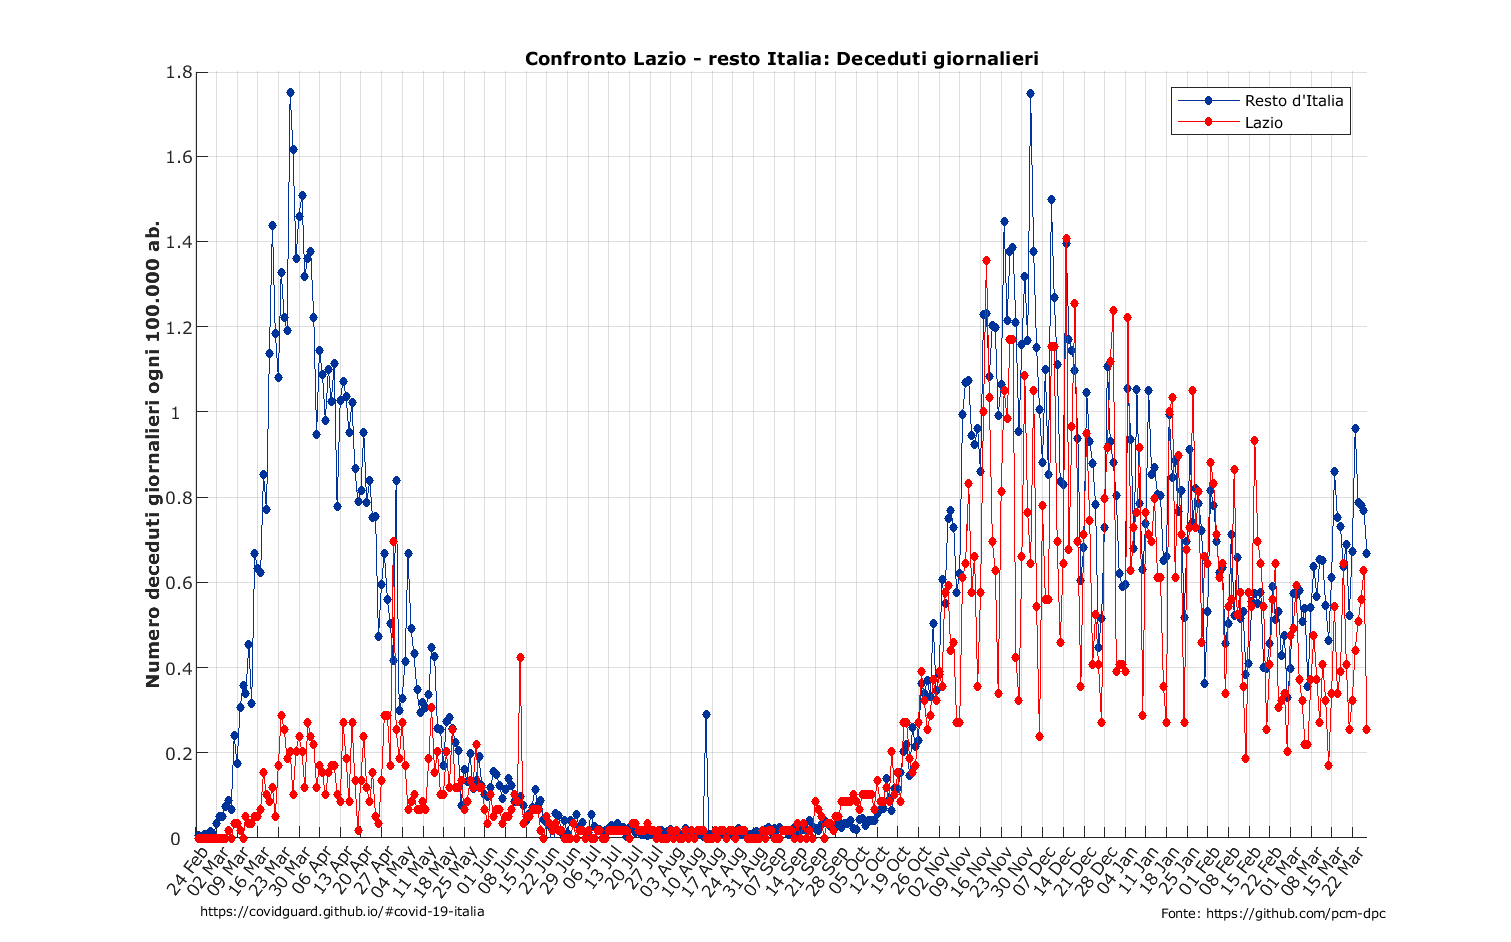 Confronto Lazio - resto Italia: Deceduti giornalieri
Numero deceduti giornalieri ogni 100.000 ab.
1.8
1.6
1.4
1.2
1
0.8
0.6
0.4
0.2
0
Resto d'Italia
Lazio
24 Feb
02 Mar
09 Mar
16 Mar
23 Mar
30 Mar
06 Apr
13 Apr
20 Apr
27 Apr
04 May
11 May
18 May
25 May
01 Jun
08 Jun
15 Jun
22 Jun
29 Jun
06 Jul
13 Jul
20 Jul
27 Jul
03 Aug
10 Aug
17 Aug
24 Aug
31 Aug
07 Sep
14 Sep
21 Sep
28 Sep
05 Oct
12 Oct
19 Oct
26 Oct
02 Nov
09 Nov
16 Nov
23 Nov
30 Nov
07 Dec
14 Dec
21 Dec
28 Dec
04 Jan
11 Jan
18 Jan
25 Jan
01 Feb
08 Feb
15 Feb
22 Feb
01 Mar
08 Mar
15 Mar
22 Mar
https://covidguard.github.io/#covid-19-italia
Fonte: https://github.com/pcm-dpc